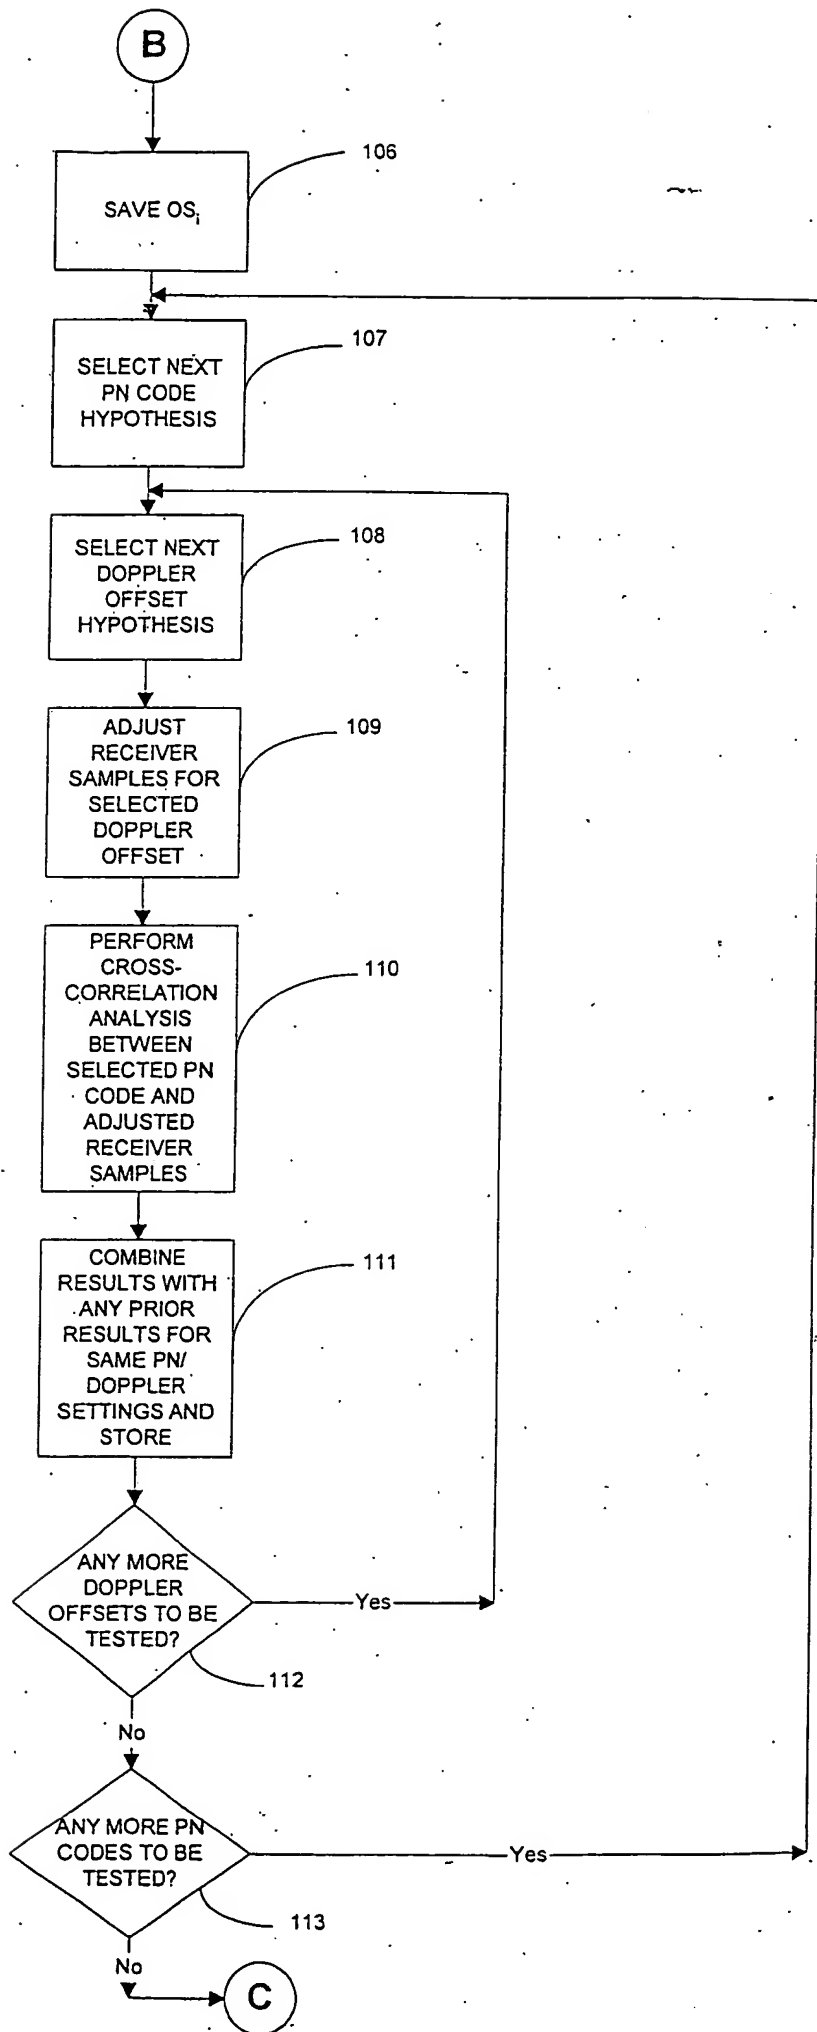 B
106
SAVE OSi
107
SELECT NEXT
PN CODE
HYPOTHESIS
108
SELECT NEXT
DOPPLER
OFFSET
HYPOTHESIS
109
ADJUST
RECEIVER
SAMPLES FOR
SELECTED
DOPPLER
OFFSET
110
PERFORM
CROSS-
CORRELATION
ANALYSIS
BETWEEN
SELECTED PN
CODE AND
ADJUSTED
RECEIVER
SAMPLES
111
COMBINE
RESULTS WITH
ANY PRIOR
RESULTS FOR
SAME PN/
DOPPLER
SETTINGS AND
STORE
ANY MORE
DOPPLER
OFFSETS TO BE
TESTED?
Yes
112
No
ANY MORE PN
CODES TO BE
TESTED?
Yes
113
No
C